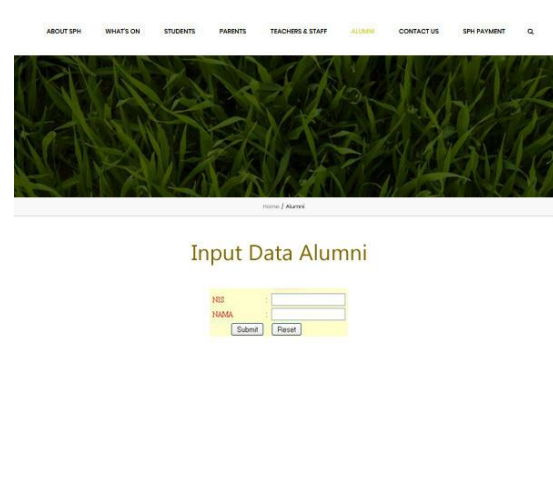 ABOUT SPH WHAT'S ON STUDENTS PARENTS TEACHERS & STAFF ALUMNI CONTACT US SPH PAYMENT
Home / Alumni
Input Data Alumni
NIS :
NAMA :
Submit Reset